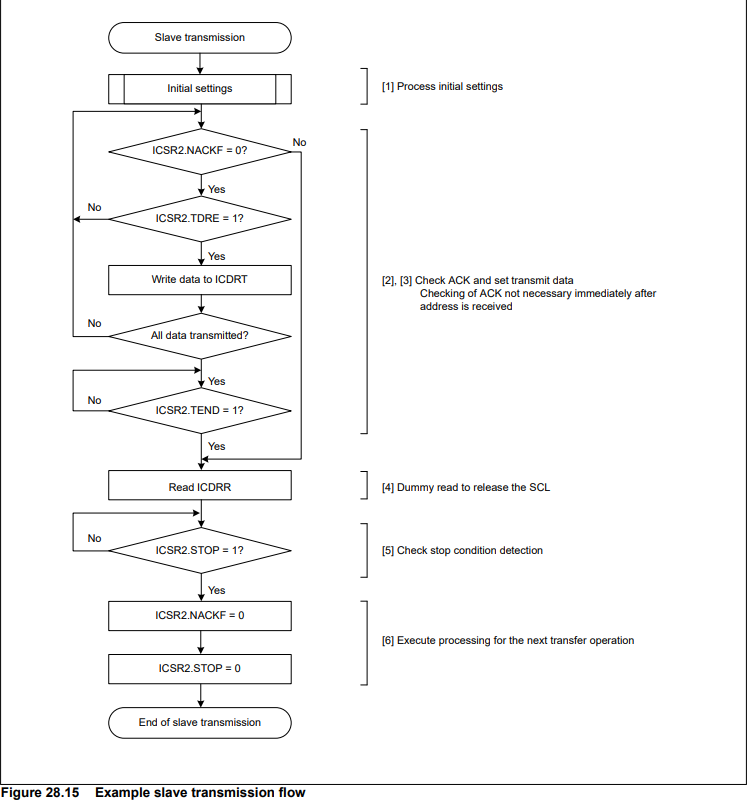 Slave transmission
Initial settings
[1] Process initial settings
ICSR2.NACKF = 0?
No
Yes
No
ICSR2.TDRE = 1?
Yes
Write data to ICDRT
[2], [3] Check ACK and set transmit data
Checking of ACK not necessary immediately after
address is received
No
All data transmitted?
Yes
No
ICSR2.TEND = 1?
Yes
Read ICDRR
[4] Dummy read to release the SCL
No
ICSR2.STOP = 1?
[5] Check stop condition detection
Yes
ICSR2.NACKF = 0
[6] Execute processing for the next transfer operation
ICSR2.STOP = 0
End of slave transmission
Figure 28.15 Example slave transmission flow